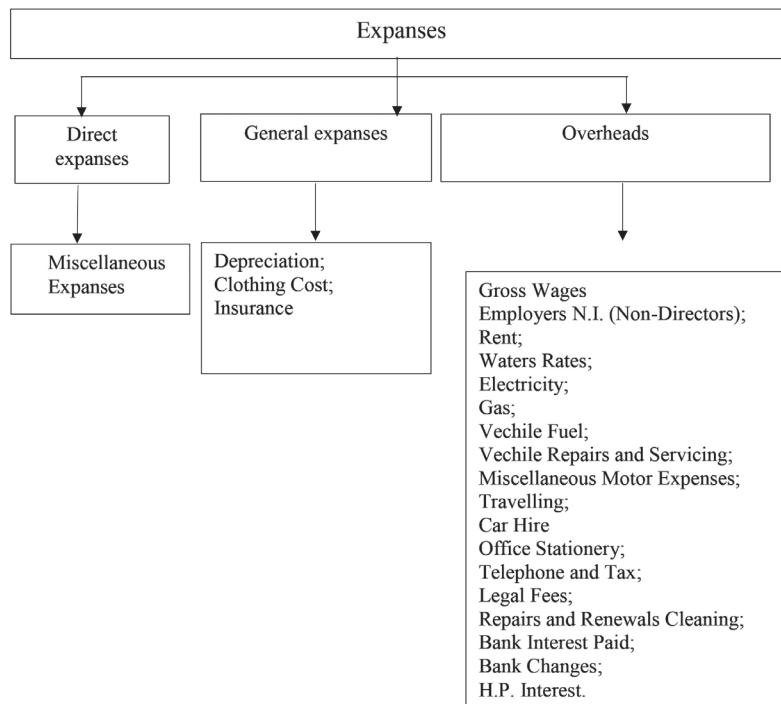 Expanses
Direct
expanses
General expanses
Overheads
Miscellaneous
Expanses
Depreciation;
Clothing Cost;
Insurance
Gross Wages
Employers N.I. (Non-Directors);
Rent;
Waters Rates;
Electricity;
Gas;
Vechile Fuel;
Vechile Repairs and Servicing;
Miscellaneous Motor Expenses;
Travelling;
Car Hire
Office Stationery;
Telephone and Tax;
Legal Fees;
Repairs and Renewals Cleaning;
Bank Interest Paid;
Bank Changes;
H.P. Interest.